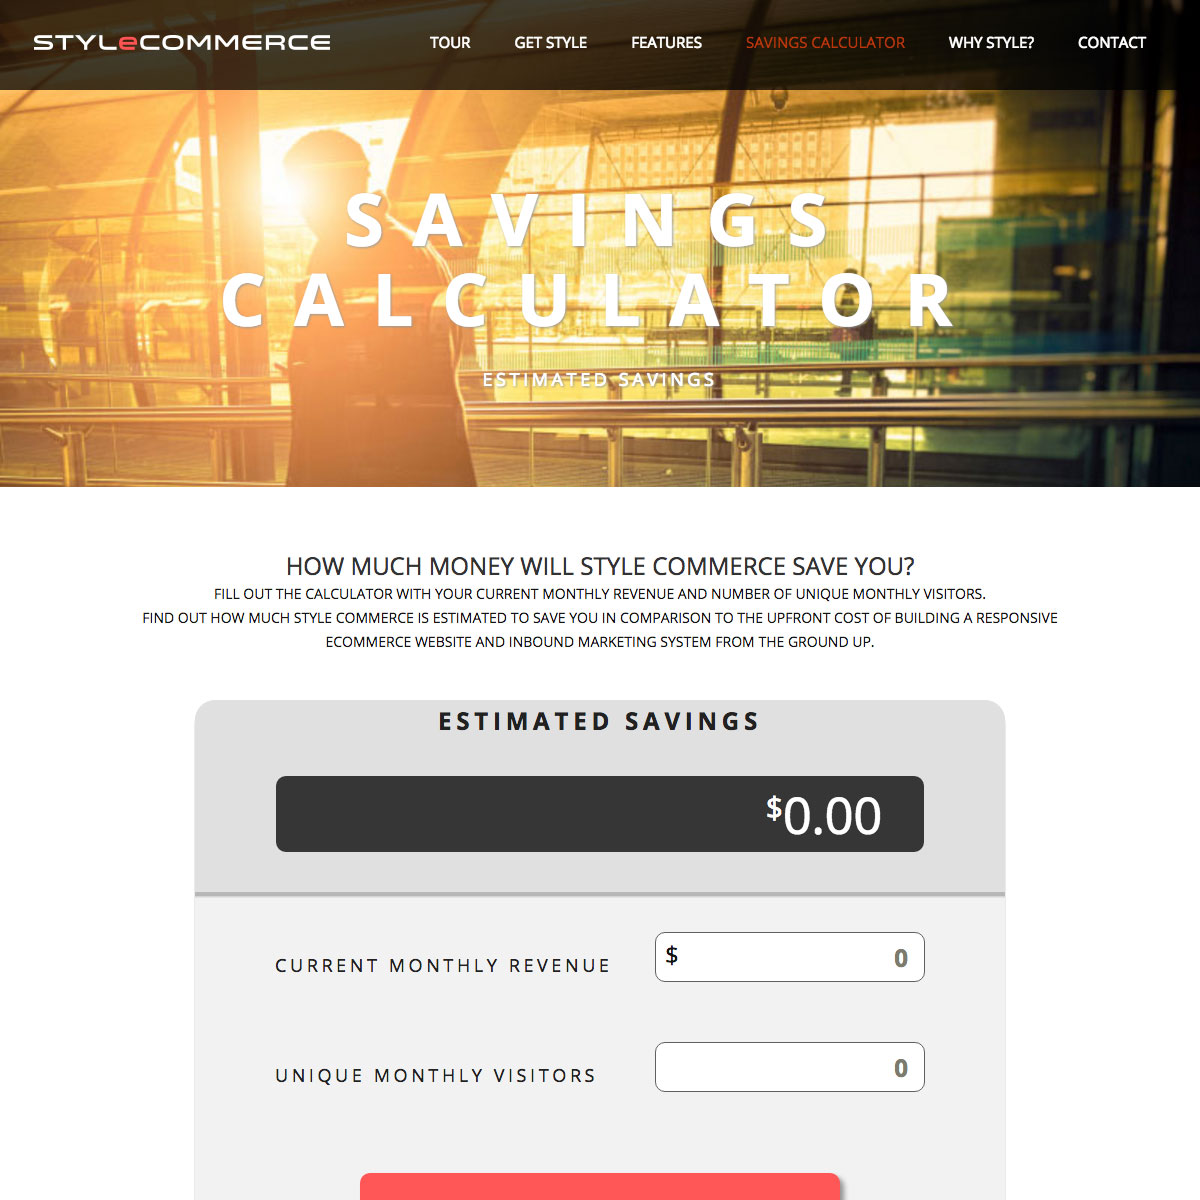 STYLeCOMMERCE
TOUR GET STYLE FEATURES SAVINGS CALCULATOR WHY STYLE? CONTACT
SAVINGS
CALCULATOR
ESTIMATED SAVINGS
HOW MUCH MONEY WILL STYLE COMMERCE SAVE YOU?
FILL OUT THE CALCULATOR WITH YOUR CURRENT MONTHLY REVENUE AND NUMBER OF UNIQUE MONTHLY VISITORS.
FIND OUT HOW MUCH STYLE COMMERCE IS ESTIMATED TO SAVE YOU IN COMPARISON TO THE UPFRONT COST OF BUILDING A RESPONSIVE
ECOMMERCE WEBSITE AND INBOUND MARKETING SYSTEM FROM THE GROUND UP.
ESTIMATED SAVINGS
$0.00
CURRENT MONTHLY REVENUE $ 0
UNIQUE MONTHLY VISITORS 0